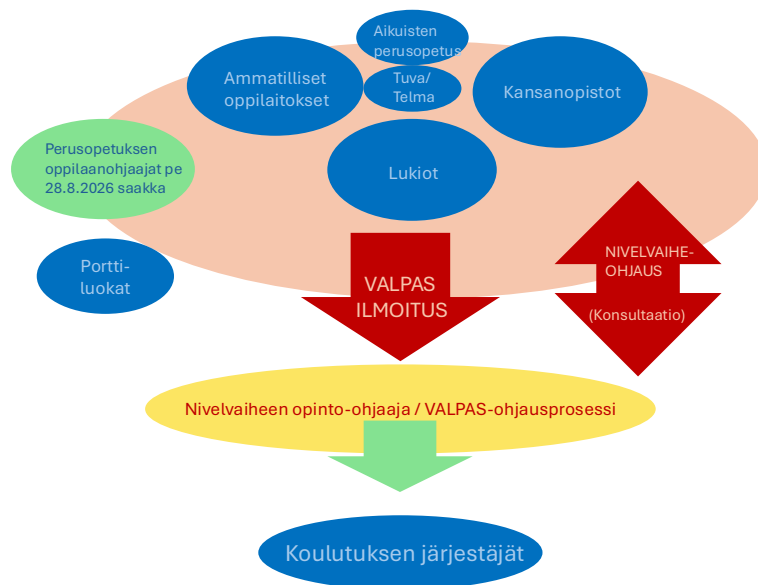 Aikuisten
perusopetus
Ammatilliset
oppilaitokset
Tuva/
Telma
Kansanopistot
Perusopetuksen
oppilaanohjaajat pe
28.8.2026 saakka
Lukiot
Portti-
luokat
VALPAS
ILMOITUS
NIVELVAIHE-
OHJAUS
(Konsultaatio)
Nivelvaiheen opinto-ohjaaja / VALPAS-ohjausprosessi
Koulutuksen järjestäjät